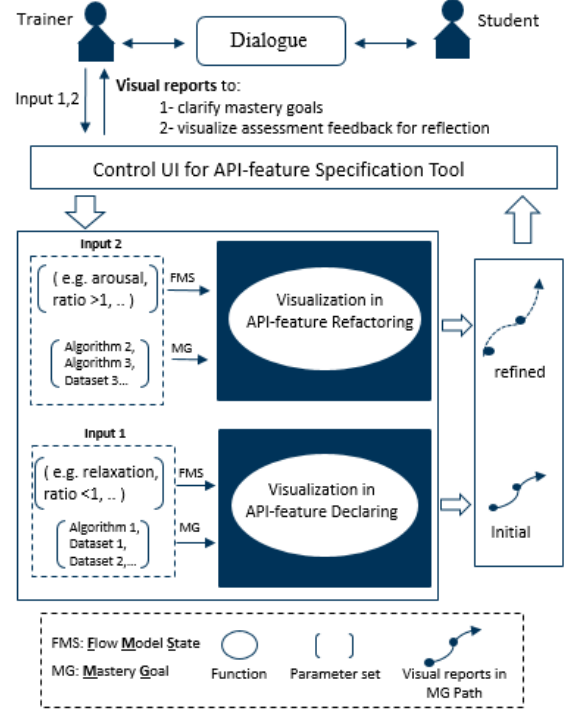 Trainer
Dialogue
Student
Input 1,2
Visual reports to:
1- clarify mastery goals
2- visualize assessment feedback for reflection
Control UI for API-feature Specification Tool
Input 2
( e.g. arousal,
ratio >1, .. )
FMS
Algorithm 2,
Algorithm 3,
Dataset 3...
MG
Visualization in
API-feature Refactoring
refined
Input 1
( e.g. relaxation,
ratio <1, .. )
FMS
Algorithm 1,
Dataset 1,
Dataset 2,...
MG
Visualization in
API-feature Declaring
Initial
FMS: Flow Model State
MG: Mastery Goal
Function
Parameter set
Visual reports in
MG Path